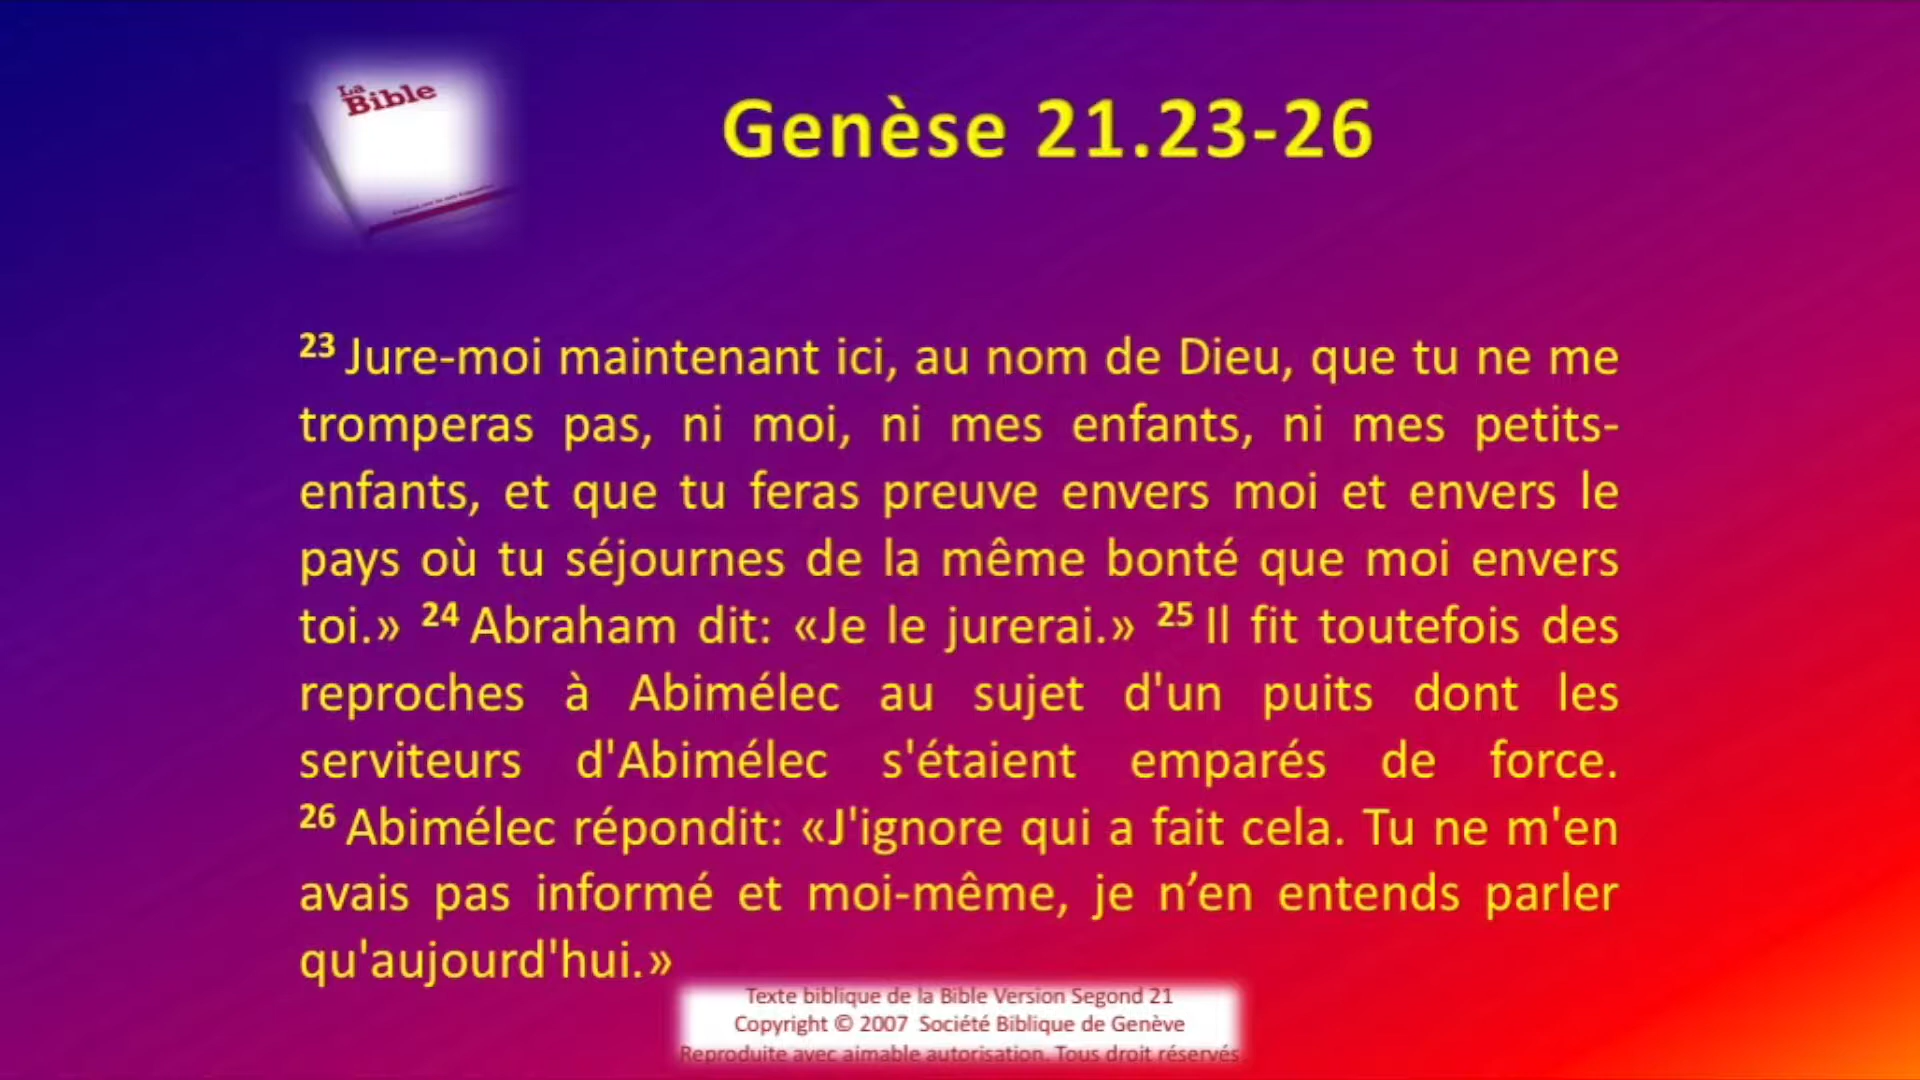 La
Bible
Genèse 21.23-26
23 Jure-moi maintenant ici, au nom de Dieu, que tu ne me
tromperas pas, ni moi, ni mes enfants, ni mes petits-
enfants, et que tu feras preuve envers moi et envers le
pays où tu séjournes de la même bonté que moi envers
toi.» 24 Abraham dit: «Je le jurerai.» 25 Il fit toutefois des
reproches à Abimélec au sujet d'un puits dont les
serviteurs d'Abimélec s'étaient emparés de force.
26 Abimélec répondit: «J'ignore qui a fait cela. Tu ne m'en
avais pas informé et moi-même, je n’en entends parler
qu'aujourd'hui.»
Texte biblique de la Bible Version Segond 21
Copyright © 2007 Société Biblique de Genève
Reproduite avec aimable autorisation. Tous droit réservés